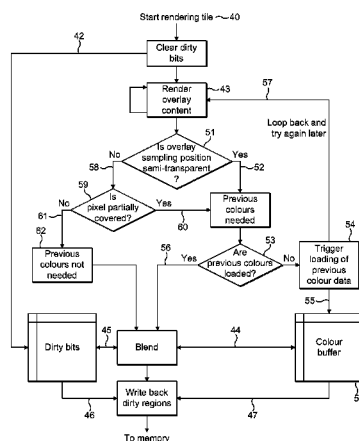 Start rendering tile 40
42
Clear dirty bits
57
Render overlay content
43
Loop back and try again later
51
Is overlay sampling position semi-transparent ?
No
58
Yes
52
59
Is pixel partially covered?
No
61
Yes
60
Previous colours needed
54
62
Previous colours not needed
56
Yes
Are previous colours loaded?
53
No
Trigger loading of previous colour data
55
Dirty bits
45
Blend
44
Colour buffer
46
Write back dirty regions
47
To memory